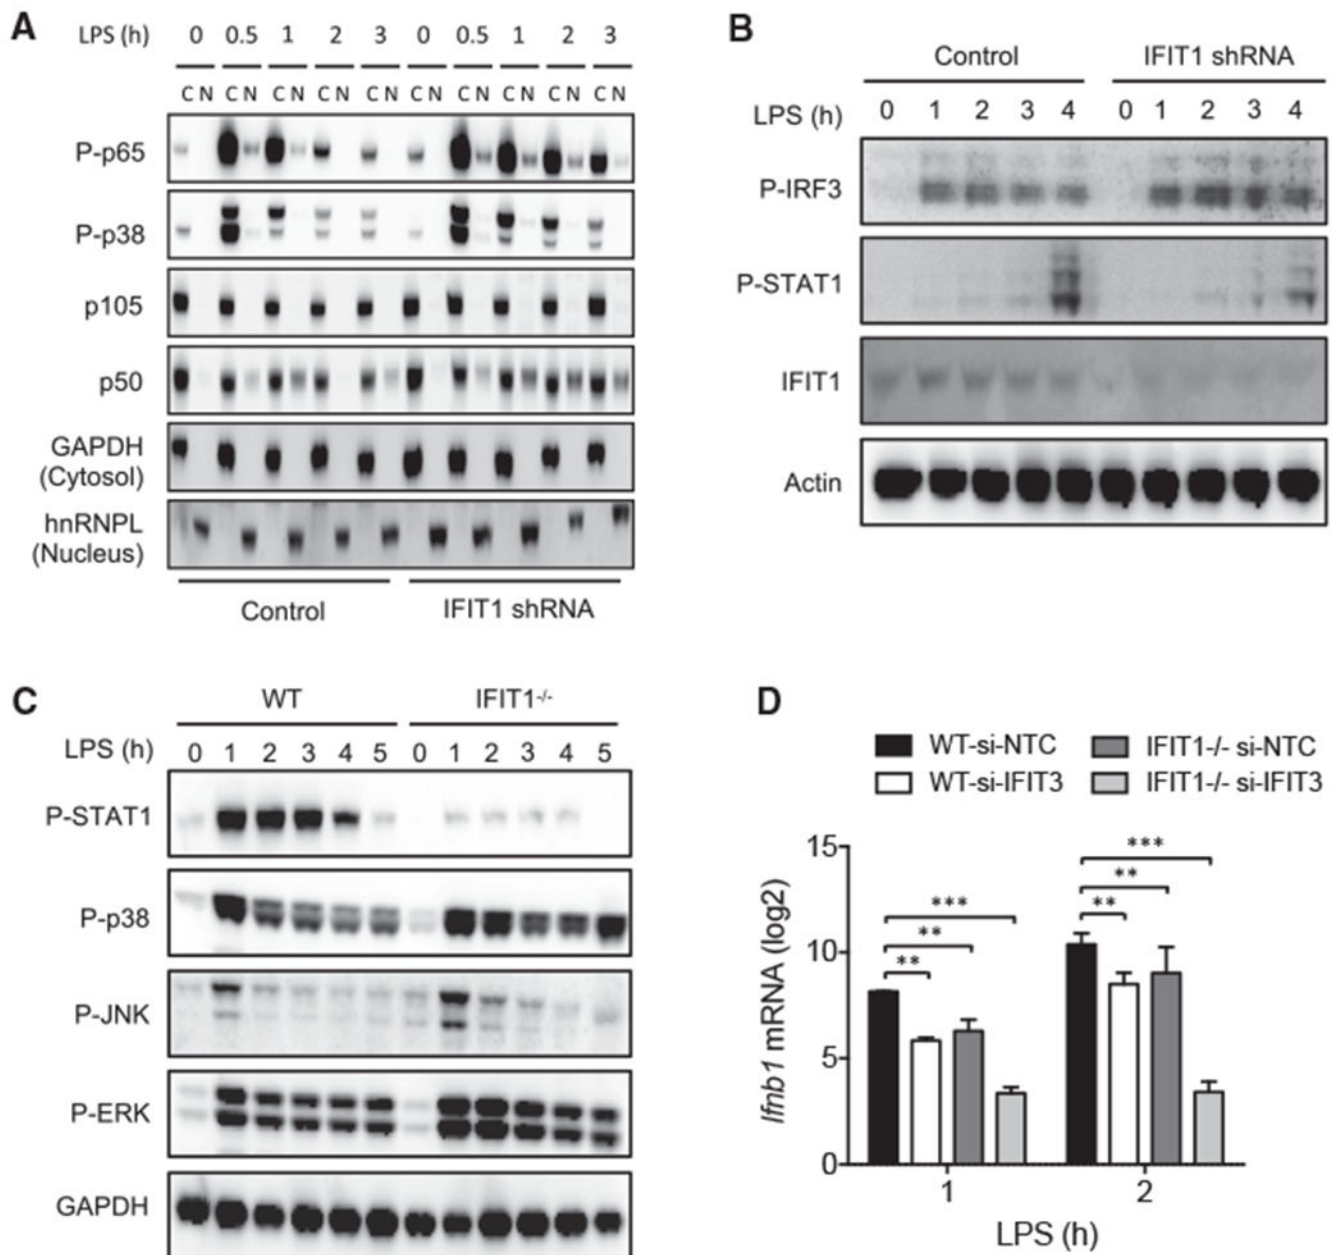 A
LPS (h) 0 0.5 1 2 3 0 0.5 1 2 3
C N C N C N C N C N C N C N C N C N C N
P-p65
P-p38
p105
p50
GAPDH
(Cytosol)
hnRNPL
(Nucleus)
Control IFIT1 shRNA
B
Control IFIT1 shRNA
LPS (h) 0 1 2 3 4 0 1 2 3 4
P-IRF3
P-STAT1
IFIT1
Actin
C
WT IFIT1-/-
LPS (h) 0 1 2 3 4 5 0 1 2 3 4 5
P-STAT1
P-p38
P-JNK
P-ERK
GAPDH
D
WT-si-NTC IFIT1-/- si-NTC
WT-si-IFIT3 IFIT1-/- si-IFIT3
Ifnb1 mRNA (log2)
15
10
5
0
***
**
**
***
**
**
1 2
LPS (h)